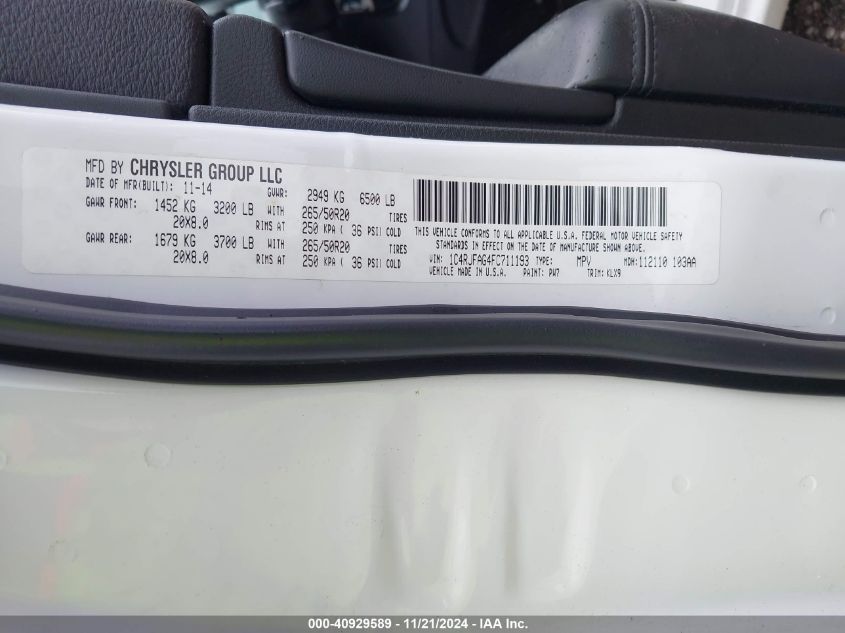 MFD BY CHRYSLER GROUP LLC
DATE OF MFR(BUILT): 11-14 GVWR: 2949 KG 6500 LB
GAWR FRONT: 1452 KG 3200 LB WITH 265/50R20 TIRES
20X8.0 RIMS AT 250 KPA ( 36 PSI) COLD
GAWR REAR: 1679 KG 3700 LB WITH 265/50R20 TIRES
20X8.0 RIMS AT 250 KPA ( 36 PSI) COLD
THIS VEHICLE CONFORMS TO ALL APPLICABLE U.S.A. FEDERAL MOTOR VEHICLE SAFETY
STANDARDS IN EFFECT ON THE DATE OF MANUFACTURE SHOWN ABOVE.
VIN: 1C4RJFAG4FC711193 TYPE: MPV MDH: 112110 103AA
VEHICLE MADE IN U.S.A. PAINT: PW7 TRIM: KLX9
000-40929589 - 11/21/2024 - IAA Inc.